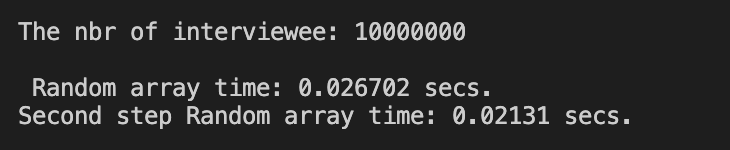 The nbr of interviewee: 10000000
Random array time: 0.026702 secs.
Second step Random array time: 0.02131 secs.